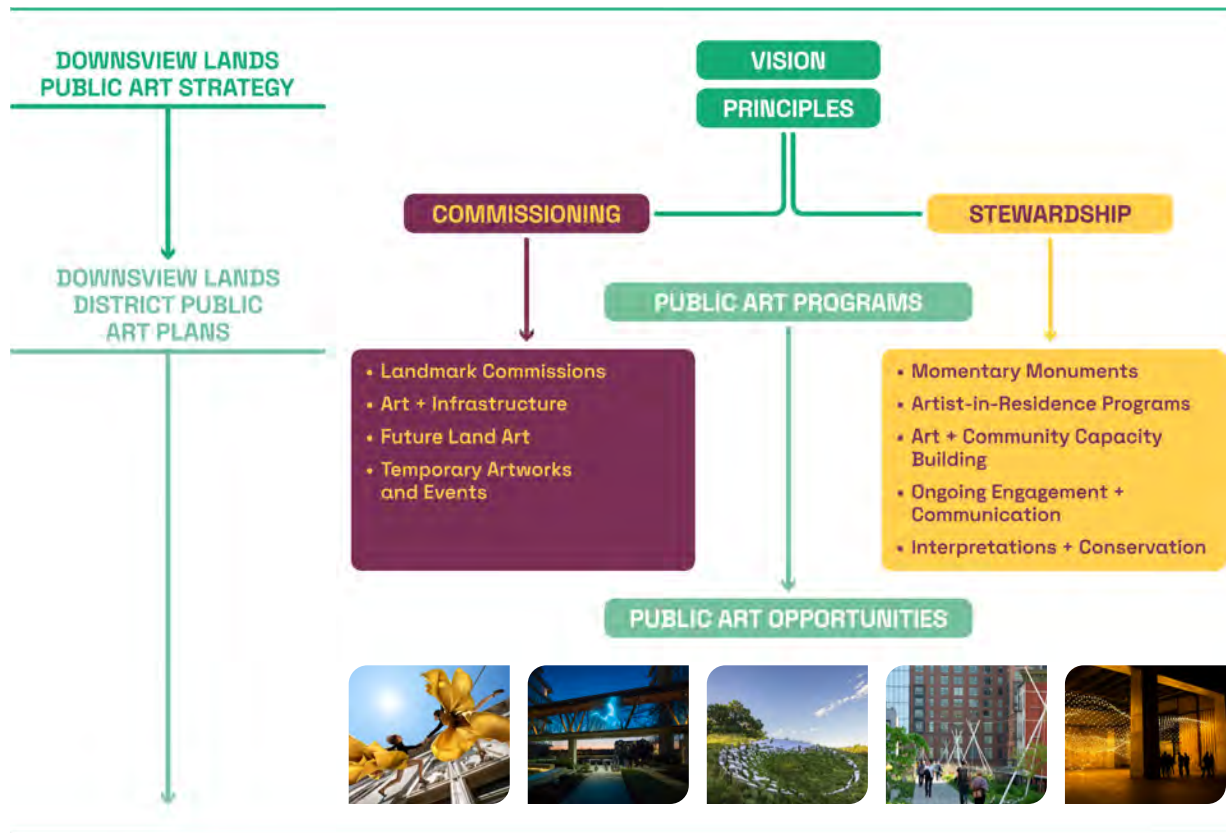 DOWNSVIEW LANDS
PUBLIC ART STRATEGY
VISION
PRINCIPLES
COMMISSIONING
STEWARDSHIP
DOWNSVIEW LANDS
DISTRICT PUBLIC
ART PLANS
PUBLIC ART PROGRAMS
• Landmark Commissions
• Art + Infrastructure
• Future Land Art
• Temporary Artworks
and Events
• Momentary Monuments
• Artist-in-Residence Programs
• Art + Community Capacity
Building
• Ongoing Engagement +
Communication
• Interpretations + Conservation
PUBLIC ART OPPORTUNITIES